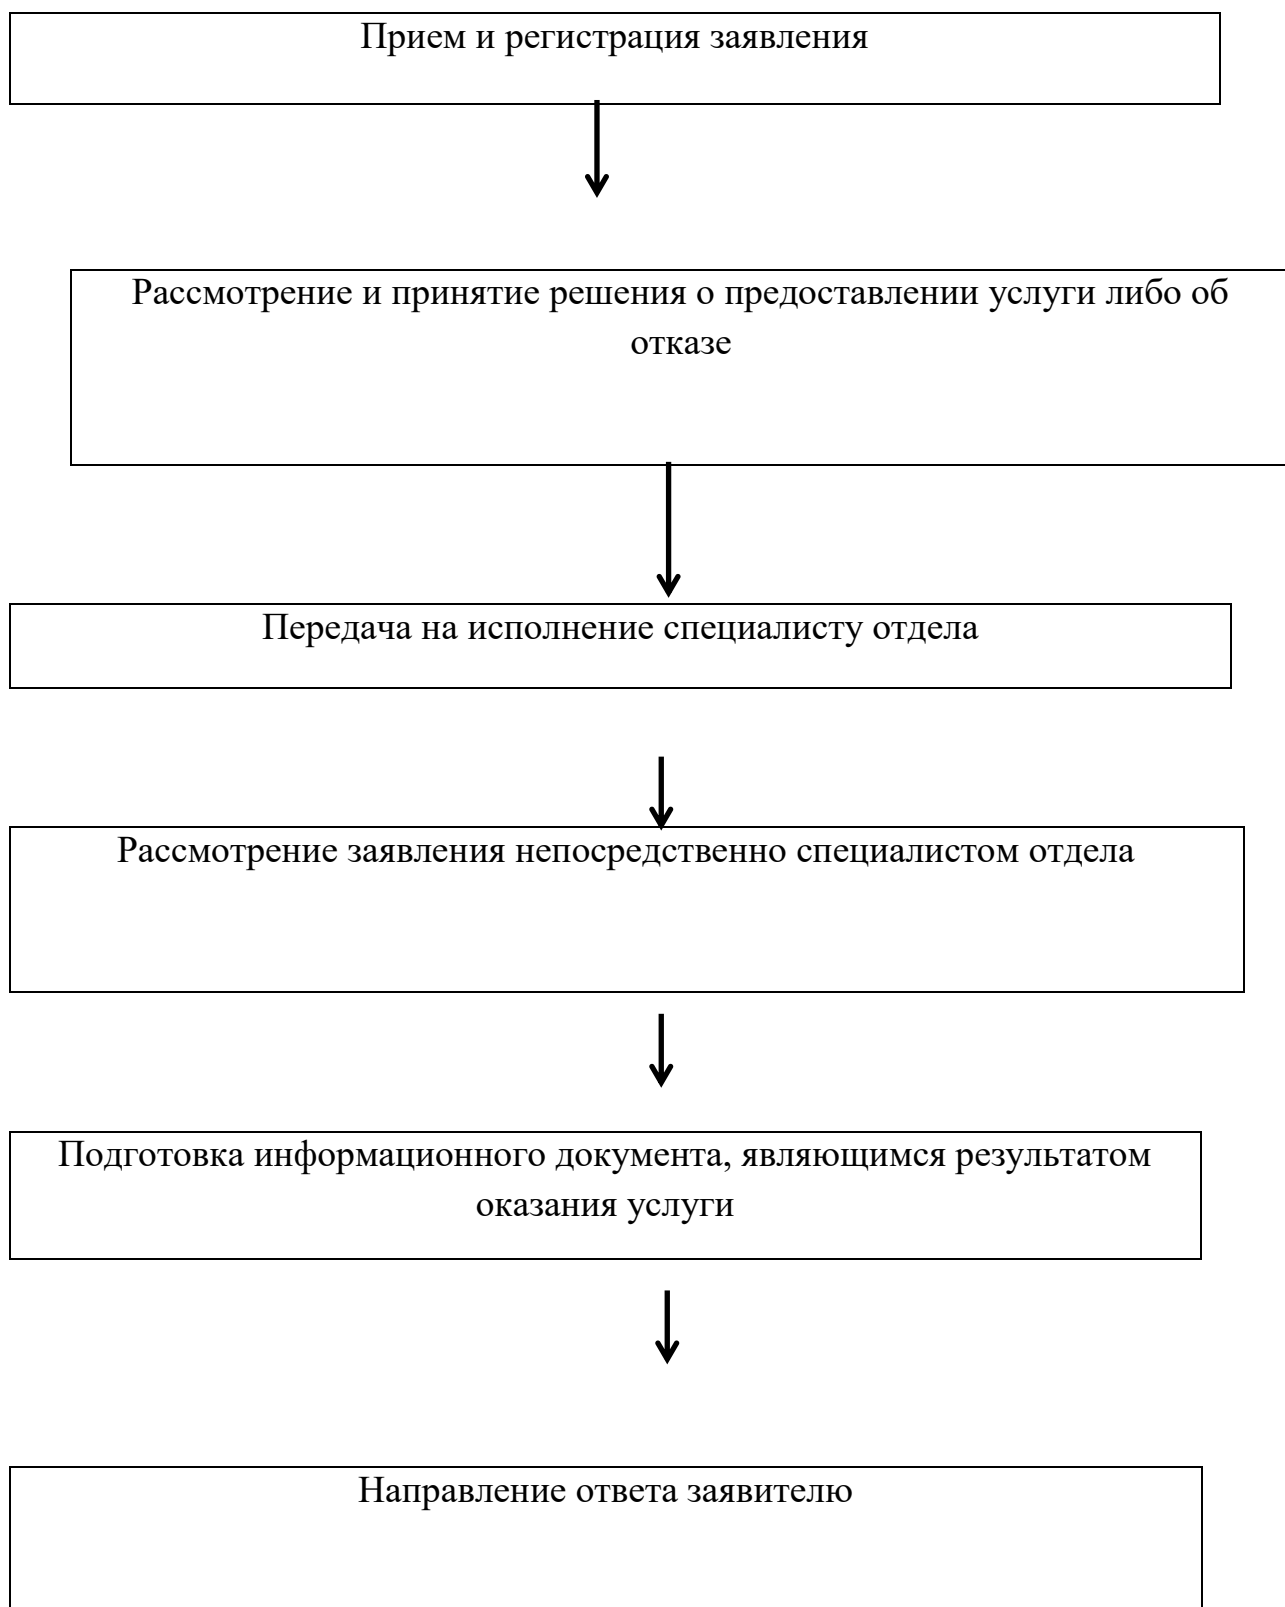 Прием и регистрация заявления
Рассмотрение и принятие решения о предоставлении услуги либо об
отказе
Передача на исполнение специалисту отдела
Рассмотрение заявления непосредственно специалистом отдела
Подготовка информационного документа, являющимся результатом
оказания услуги
Направление ответа заявителю